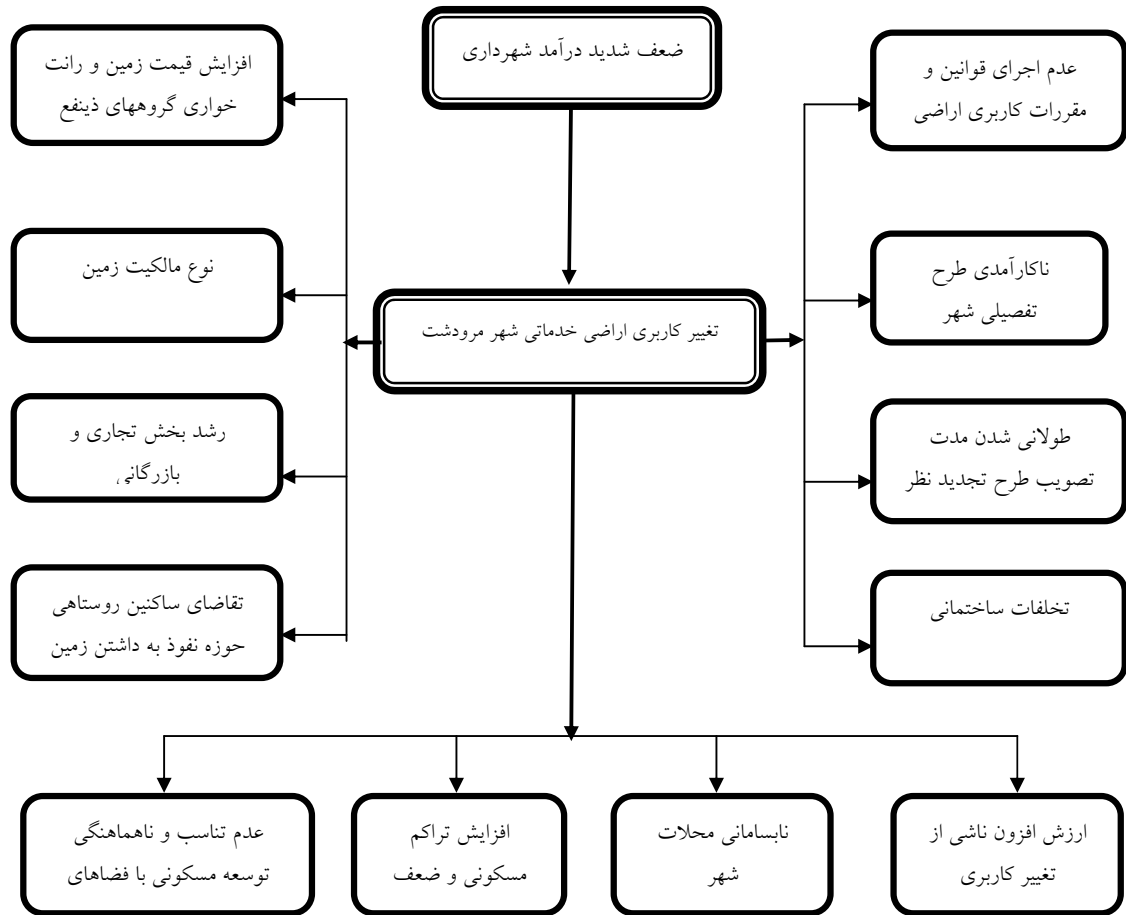 ضعف شدید درآمد شهرداری
عدم اجرای قوانین و
مقررات کاربری اراضی
افزایش قیمت زمین و رانت
خواری گروههای ذینفع
ناکارآمدی طرح
تفصیلی شهر
نوع مالکیت زمین
تغییر کاربری اراضی خدماتی شهر مرودشت
طولانی شدن مدت
تصویب طرح تجدید نظر
رشد بخش تجاری و
بازرگانی
تخلفات ساختمانی
تقاضای ساکنین روستاهی
حوزه نفوذ به داشتن زمین
ارزش افزون ناشی از
تغییر کاربری
نابسامانی محلات
شهر
افزایش تراکم
مسکونی و ضعف
عدم تناسب و ناهماهنگی
توسعه مسکونی با فضاهای